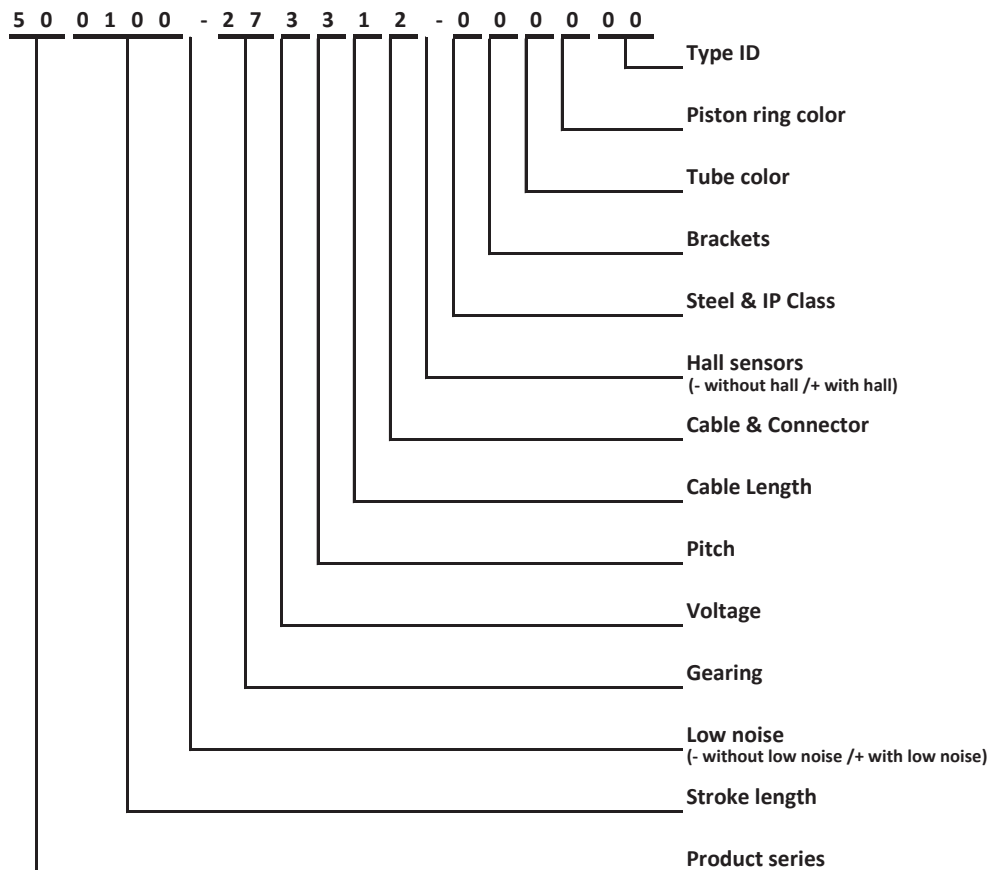 5 0 0 1 0 0 - 2 7 3 3 1 2 - 0 0 0 0 0 0
Type ID
Piston ring color
Tube color
Brackets
Steel & IP Class
Hall sensors
(- without hall /+ with hall)
Cable & Connector
Cable Length
Pitch
Voltage
Gearing
Low noise
(- without low noise /+ with low noise)
Stroke length
Product series